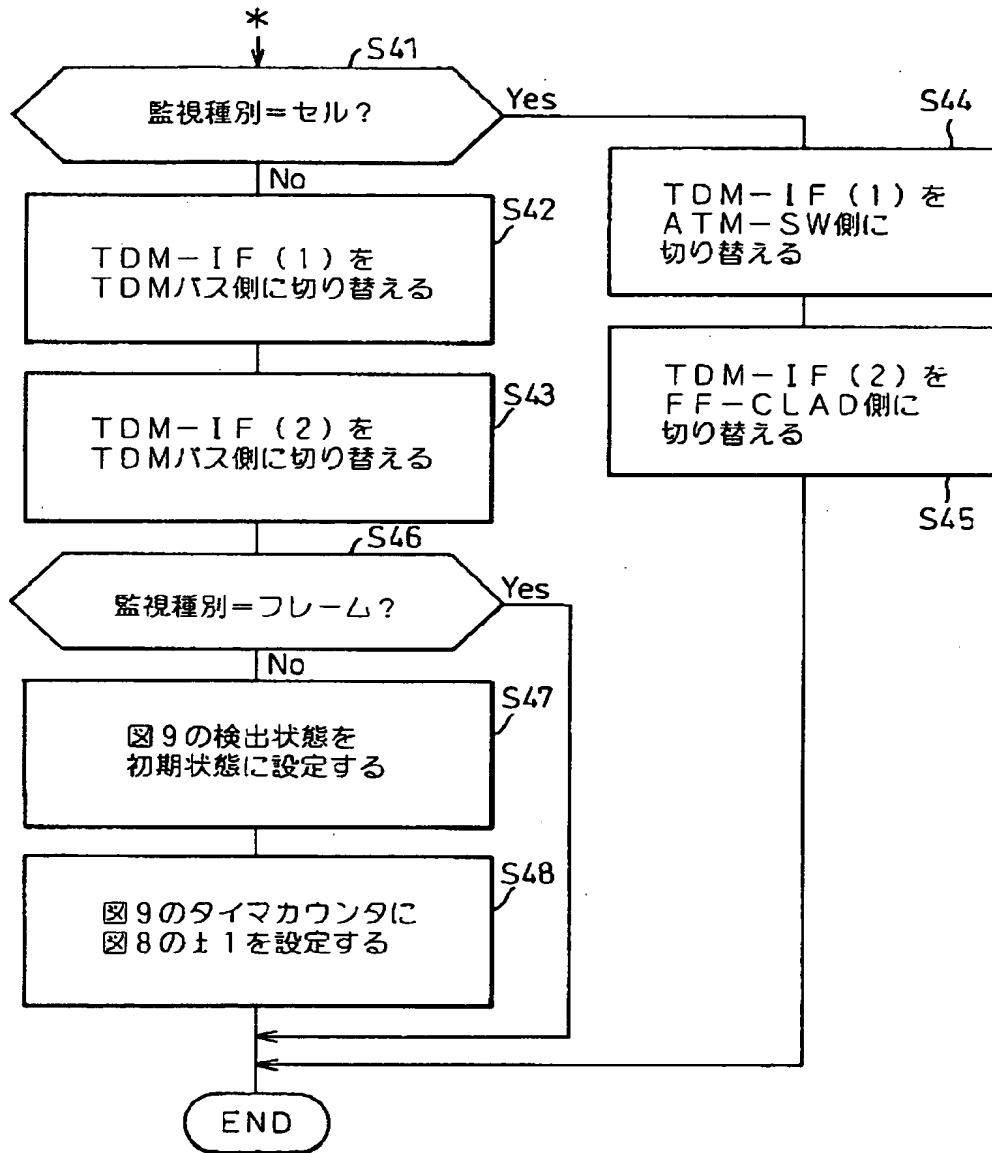 *
S41
監視種別=セル?
Yes
No
S42
TDM-IF(1)を
TDMバス側に切り替える
S43
TDM-IF(2)を
TDMバス側に切り替える
S44
TDM-IF(1)を
ATM-SW側に
切り替える
TDM-IF(2)を
FF-CLAD側に
切り替える
S45
S46
監視種別=フレーム?
Yes
No
S47
図9の検出状態を
初期状態に設定する
S48
図9のタイマカウンタに
図8の±1を設定する
END